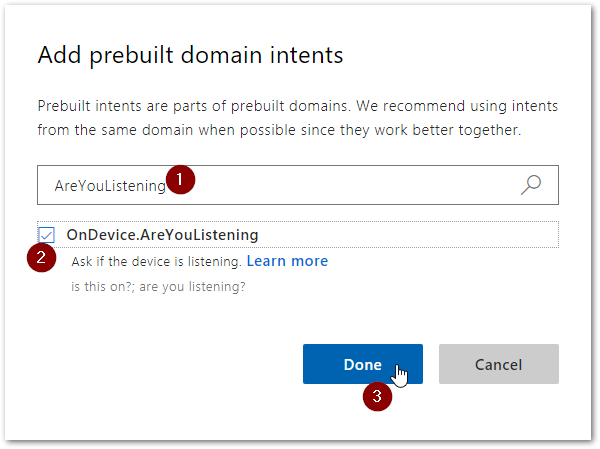 Add prebuilt domain intents
Prebuilt intents are parts of prebuilt domains. We recommend using intents
from the same domain when possible since they work better together.
AreYouListening 1
OnDevice.AreYouListening
2 Ask if the device is listening. Learn more
is this on?; are you listening?
Done Cancel
3